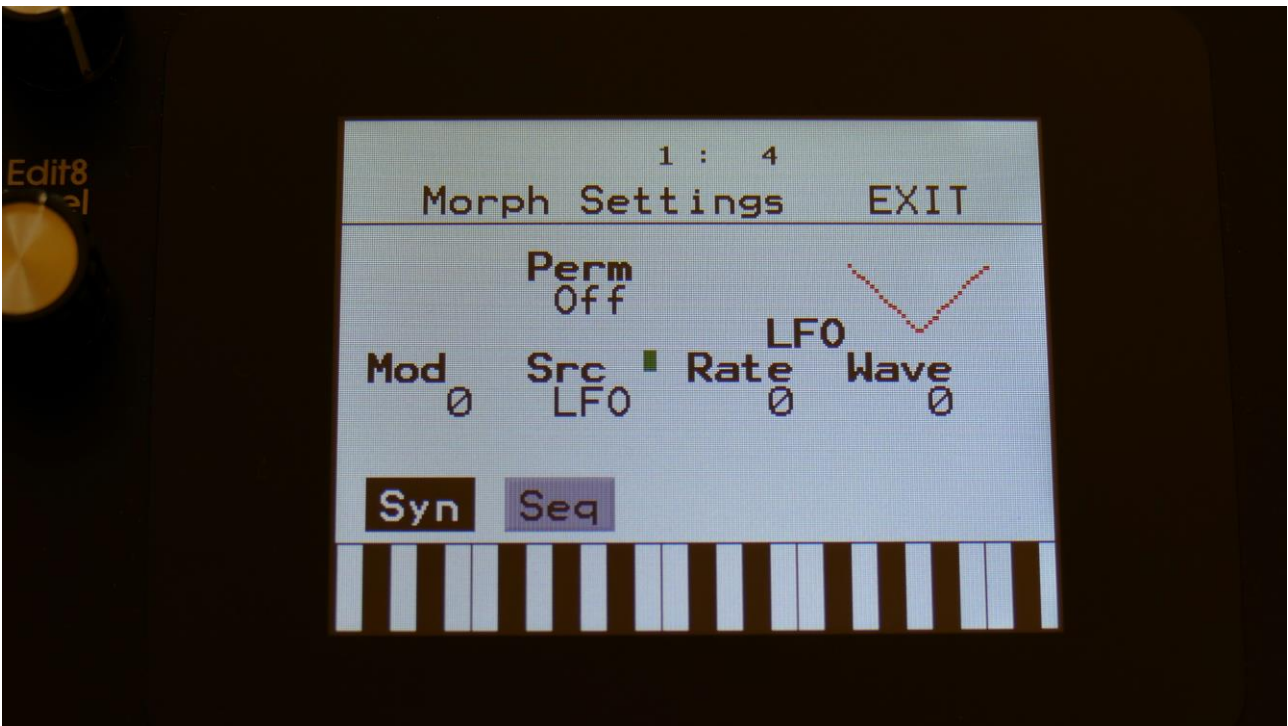 Edit8
1 : 4
Morph Settings EXIT
Perm
Off
LFO
Mod Src Rate Wave
0 LFO 0 0
Syn Seq